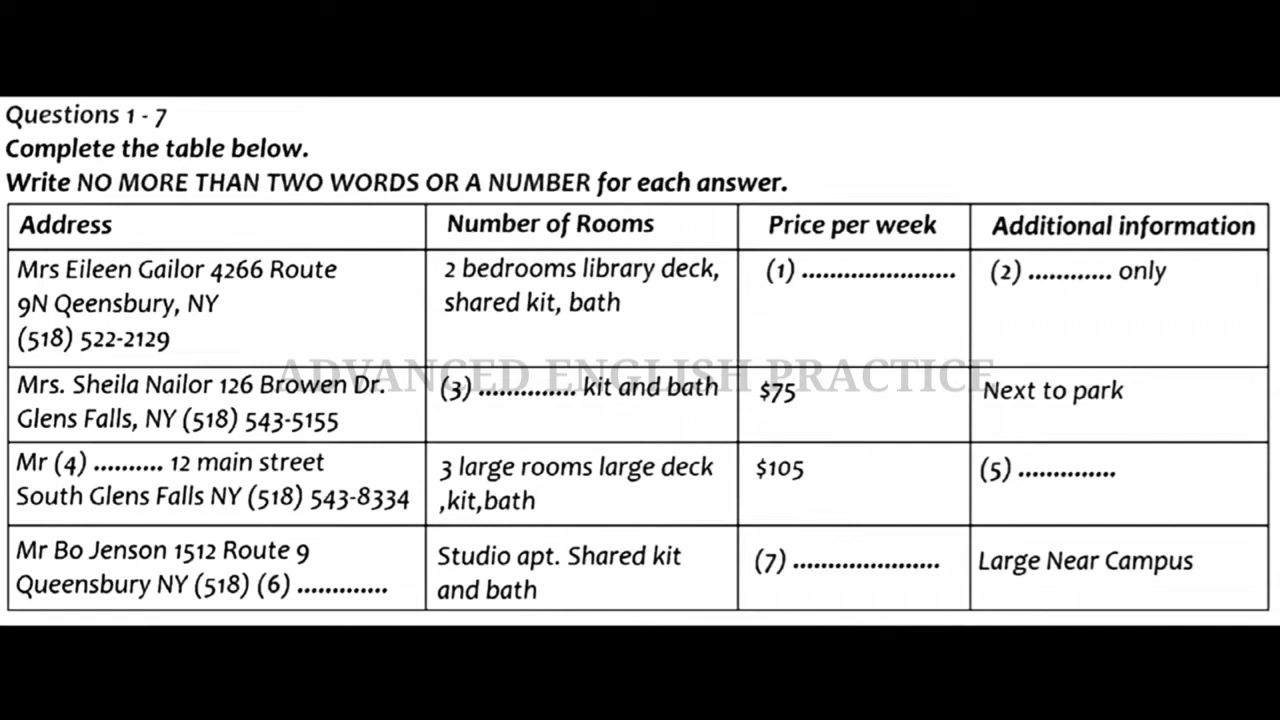 Questions 1 - 7
Complete the table below.
Write NO MORE THAN TWO WORDS OR A NUMBER for each answer.
Address Number of Rooms Price per week Additional information
Mrs Eileen Gailor 4266 Route
9N Qeensbury, NY
(518) 522-2129
2 bedrooms library deck,
shared kit, bath
(1) ......................
(2) ............ only
ADVANCED ENGLISH PRACTICE
Mrs. Sheila Nailor 126 Browen Dr.
Glens Falls, NY (518) 543-5155
(3) .............. kit and bath
$75
Next to park
Mr (4) .......... 12 main street
South Glens Falls NY (518) 543-8334
3 large rooms large deck
,kit,bath
$105
(5) ..............
Mr Bo Jenson 1512 Route 9
Queensbury NY (518) (6) .............
Studio apt. Shared kit
and bath
(7) .....................
Large Near Campus